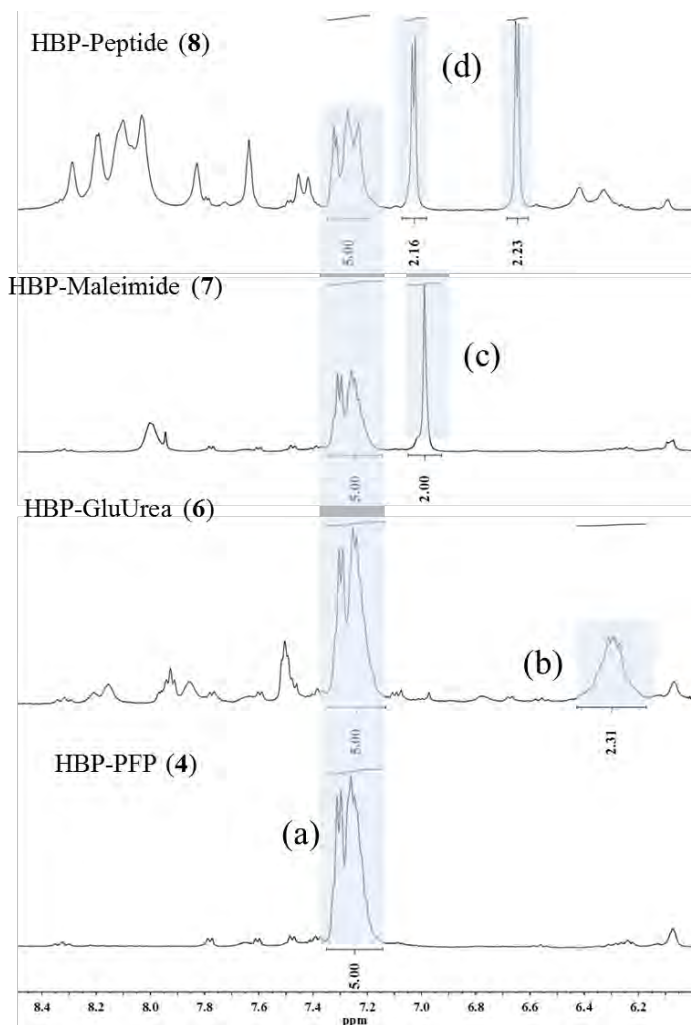 HBP-Peptide (8)
(d)
5.00
2.16
2.23
HBP-Maleimide (7)
(c)
5.00
2.00
HBP-GluUrea (6)
(b)
5.00
2.31
HBP-PFP (4)
(a)
5.00
8.4 8.2 8.0 7.8 7.6 7.4 7.2 7.0 6.8 6.6 6.4 6.2
ppm